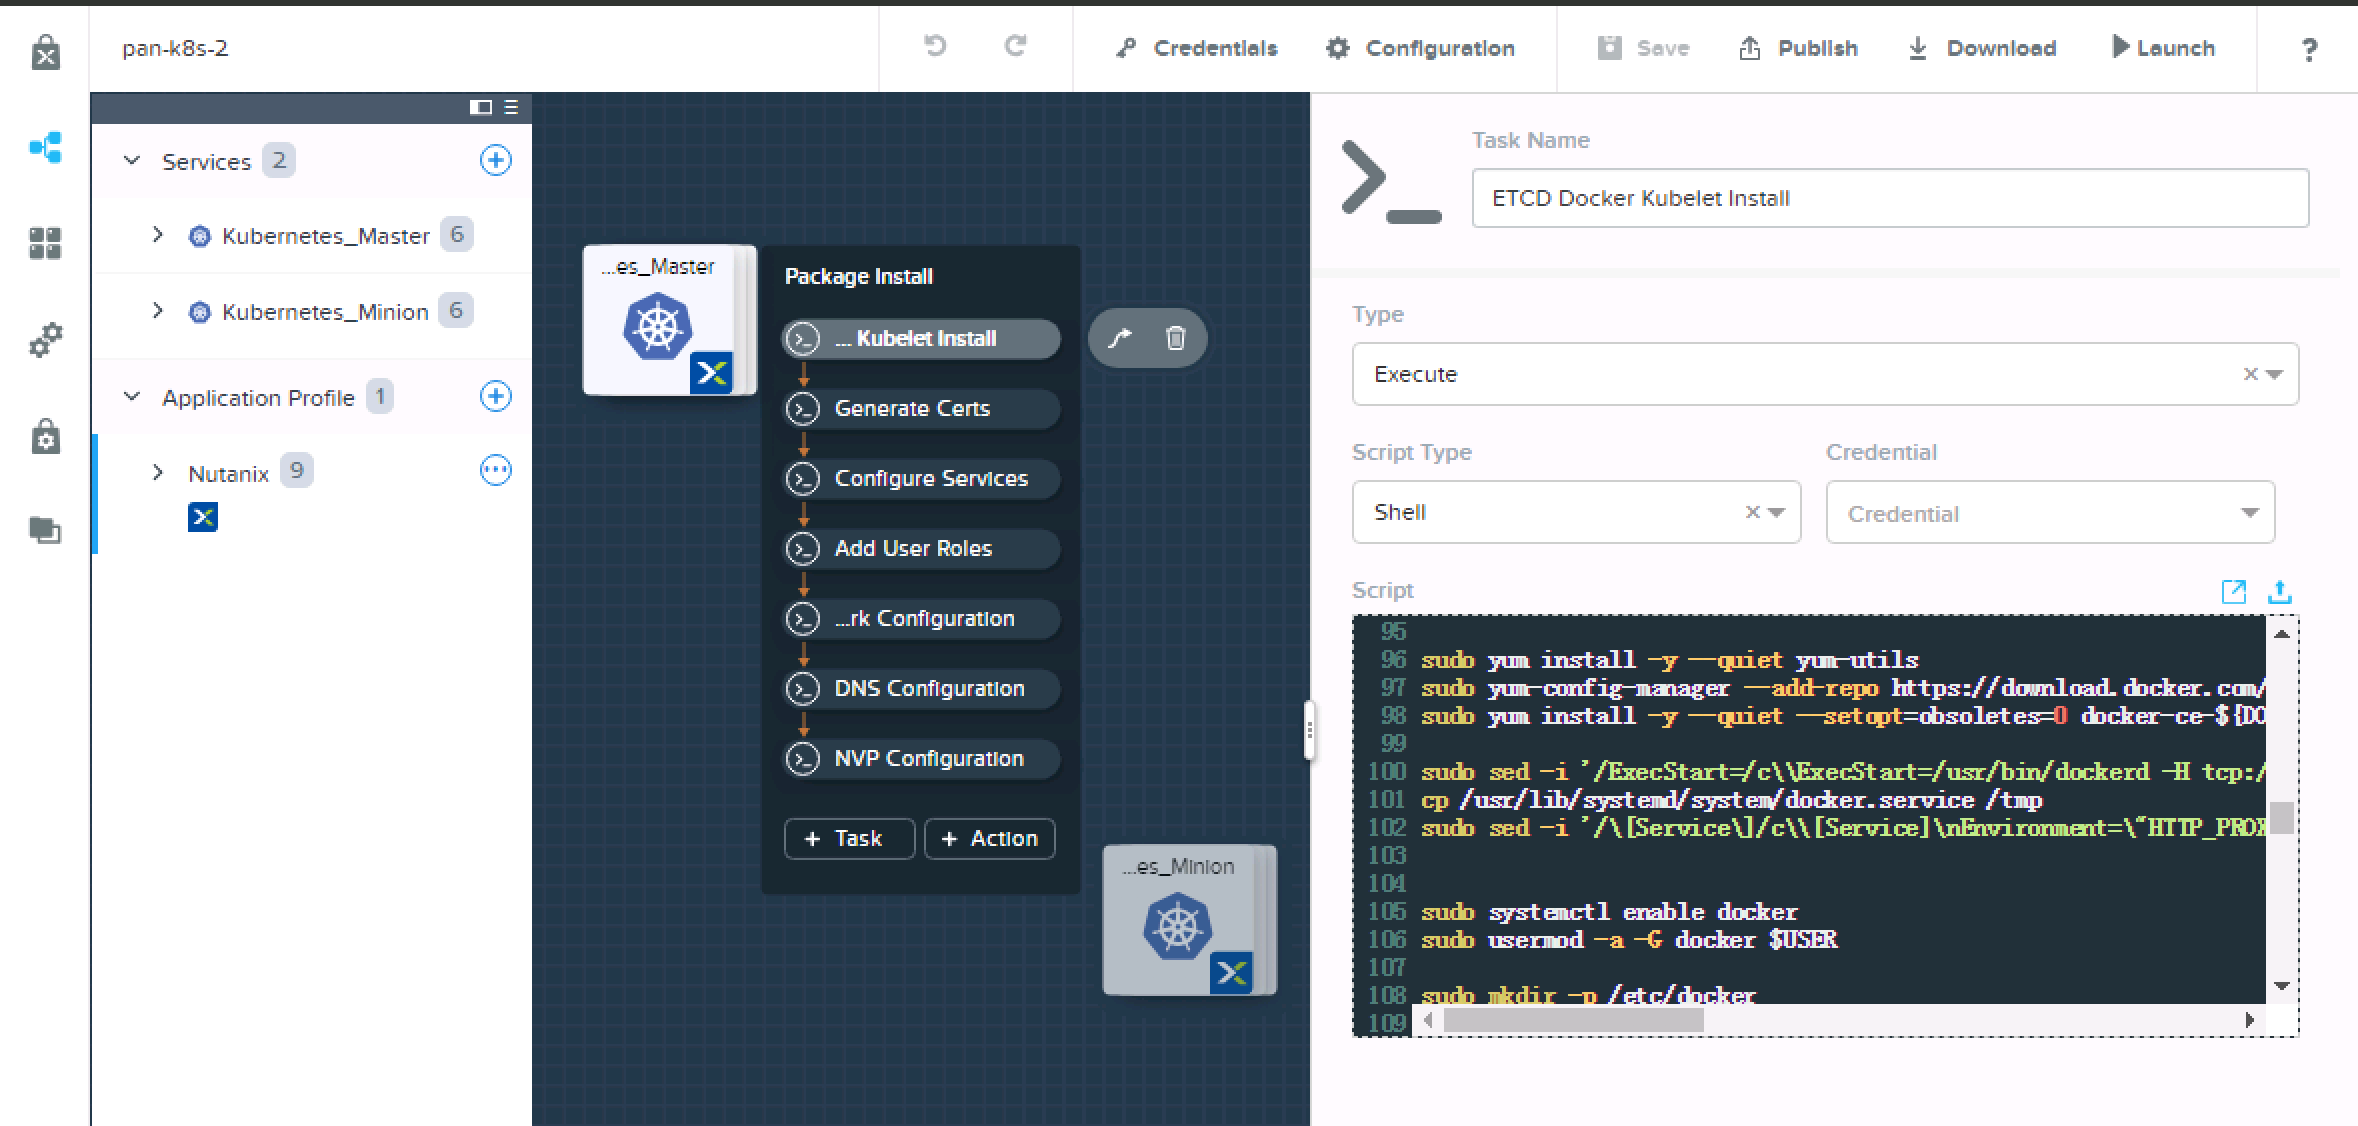 pan-k8s-2
Credentials
Configuration
Save
Publish
Download
Launch
?
Services 2
Kubernetes_Master 6
Kubernetes_Minion 6
Application Profile 1
Nutanix 9
...es_Master
Package Install
... Kubelet Install
Generate Certs
Configure Services
Add User Roles
...rk Configuration
DNS Configuration
NVP Configuration
+ Task
+ Action
...es_Minion
Task Name
ETCD Docker Kubelet Install
Type
Execute
Script Type
Credential
Shell
Credential
Script
95
96 sudo yum install -y --quiet yum-utils
97 sudo yum-config-manager --add-repo https://download.docker.com/
98 sudo yum install -y --quiet --setopt=obsoletes=0 docker-ce-${DO
99
100 sudo sed -i '/ExecStart=/c\\ExecStart=/usr/bin/dockerd -H tcp:/
101 cp /usr/lib/systemd/system/docker.service /tmp
102 sudo sed -i '/\[Service\]/c\\[Service]\nEnvironment=\"HTTP_PROX
103
104
105 sudo systemctl enable docker
106 sudo usermod -a -G docker $USER
107
108 sudo mkdir -p /etc/docker
109